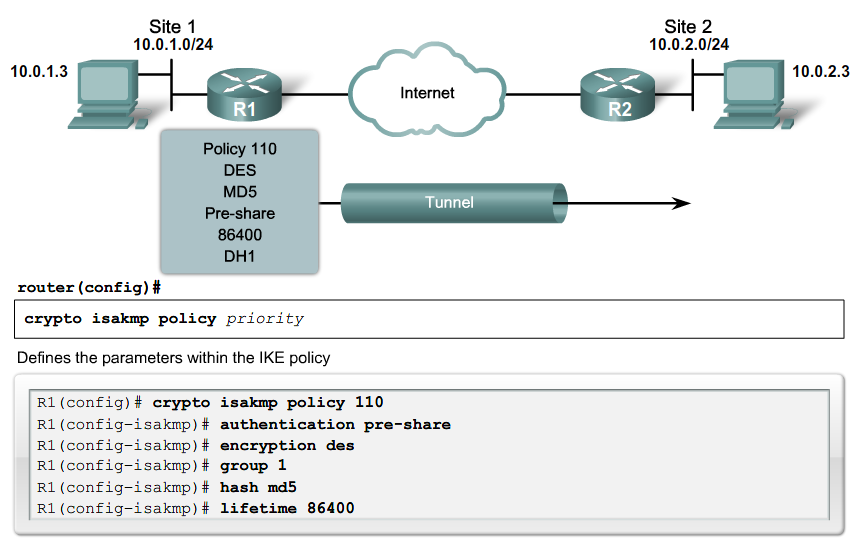 Site 1
10.0.1.0/24
Site 2
10.0.2.0/24
10.0.1.3
R1
Internet
R2
10.0.2.3
Policy 110
DES
MD5
Pre-share
86400
DH1
Tunnel
router(config)#
crypto isakmp policy priority
Defines the parameters within the IKE policy
R1(config)# crypto isakmp policy 110
R1(config-isakmp)# authentication pre-share
R1(config-isakmp)# encryption des
R1(config-isakmp)# group 1
R1(config-isakmp)# hash md5
R1(config-isakmp)# lifetime 86400